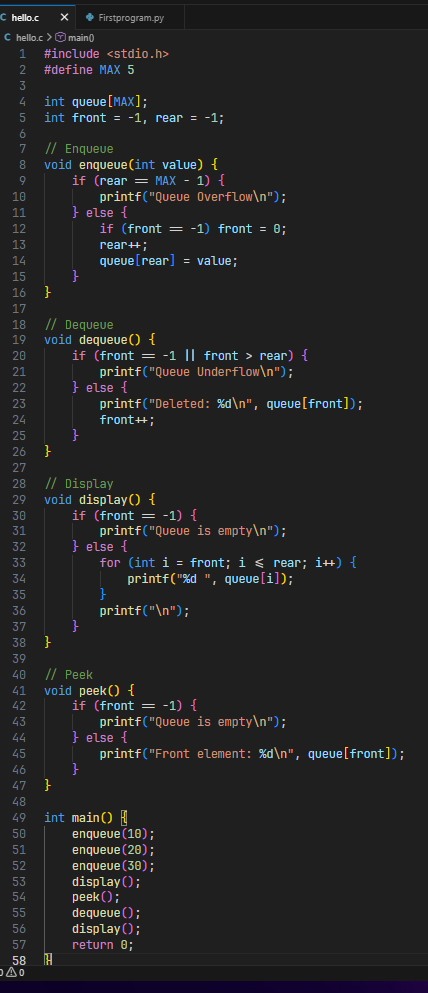 hello.c Firstprogram.py
hello.c > main()
1 #include <stdio.h>
2 #define MAX 5
3
4 int queue[MAX];
5 int front = -1, rear = -1;
6
7 // Enqueue
8 void enqueue(int value) {
9 if (rear == MAX - 1) {
10 printf("Queue Overflow\n");
11 } else {
12 if (front == -1) front = 0;
13 rear++;
14 queue[rear] = value;
15 }
16 }
17
18 // Dequeue
19 void dequeue() {
20 if (front == -1 || front > rear) {
21 printf("Queue Underflow\n");
22 } else {
23 printf("Deleted: %d\n", queue[front]);
24 front++;
25 }
26 }
27
28 // Display
29 void display() {
30 if (front == -1) {
31 printf("Queue is empty\n");
32 } else {
33 for (int i = front; i <= rear; i++) {
34 printf("%d ", queue[i]);
35 }
36 printf("\n");
37 }
38 }
39
40 // Peek
41 void peek() {
42 if (front == -1) {
43 printf("Queue is empty\n");
44 } else {
45 printf("Front element: %d\n", queue[front]);
46 }
47 }
48
49 int main() {
50 enqueue(10);
51 enqueue(20);
52 enqueue(30);
53 display();
54 peek();
55 dequeue();
56 display();
57 return 0;
58 }
0 0